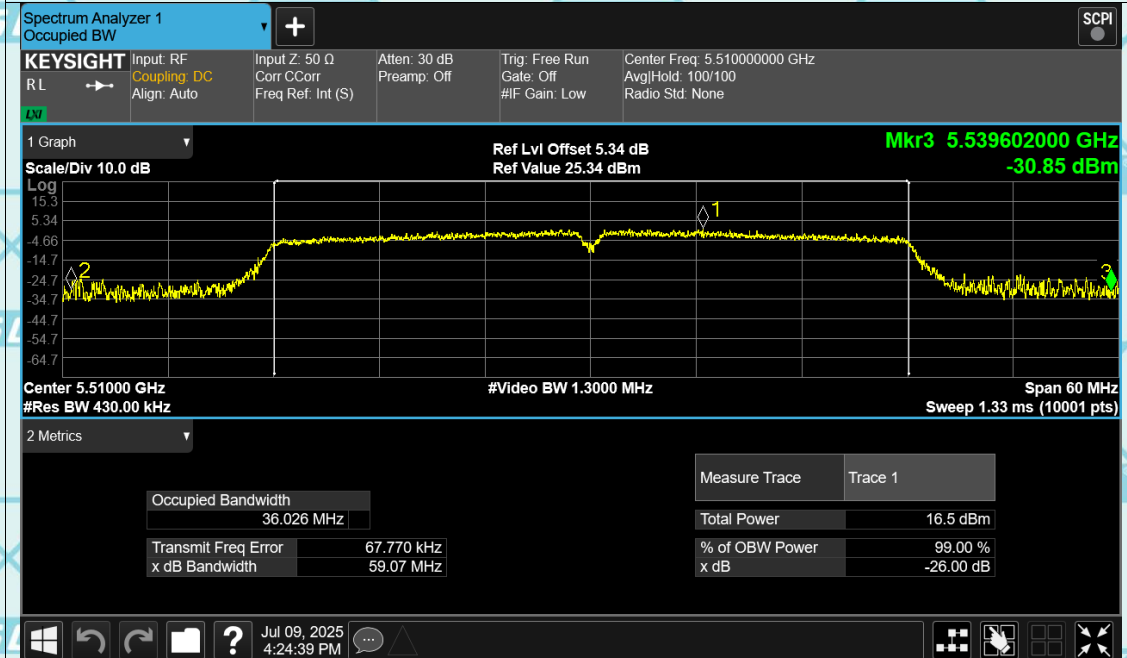 Spectrum Analyzer 1
Occupied BW
SCPI
KEYSIGHT
R L
LXI
Input: RF
Coupling: DC
Align: Auto
Input Z: 50 Ω
Corr CCorr
Freq Ref: Int (S)
Atten: 30 dB
Preamp: Off
Trig: Free Run
Gate: Off
#IF Gain: Low
Center Freq: 5.510000000 GHz
Avg|Hold: 100/100
Radio Std: None
1 Graph
Scale/Div 10.0 dB
Ref Lvl Offset 5.34 dB
Ref Value 25.34 dBm
Mkr3 5.539602000 GHz
-30.85 dBm
Log
15.3
5.34
-4.66
-14.7
-24.7
-34.7
-44.7
-54.7
-64.7
1
2
3
Center 5.51000 GHz
#Res BW 430.00 kHz
#Video BW 1.3000 MHz
Span 60 MHz
Sweep 1.33 ms (10001 pts)
2 Metrics
Occupied Bandwidth
36.026 MHz
Transmit Freq Error 67.770 kHz
x dB Bandwidth 59.07 MHz
Measure Trace Trace 1
Total Power 16.5 dBm
% of OBW Power 99.00 %
x dB -26.00 dB
Jul 09, 2025
4:24:39 PM